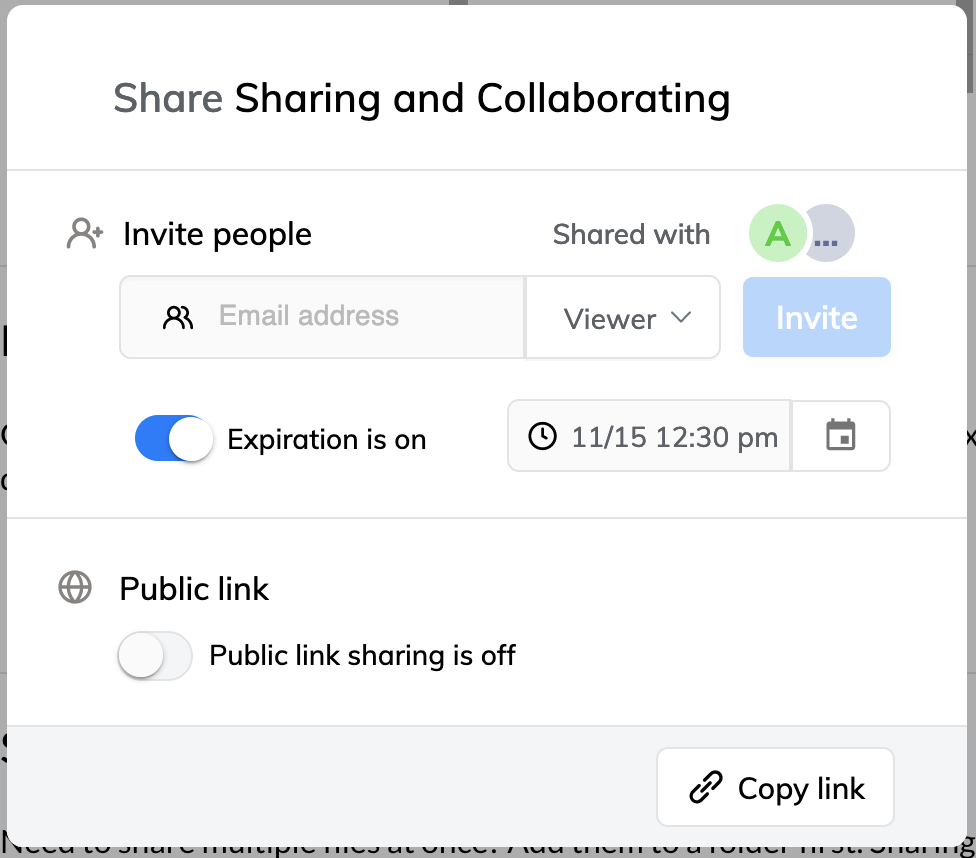 Share Sharing and Collaborating
Invite people
Shared with
A
...
Email address
Viewer
Invite
Expiration is on
11/15 12:30 pm
Public link
Public link sharing is off
Copy link
Need to share multiple files at once? Add them to a folder first. Sharing